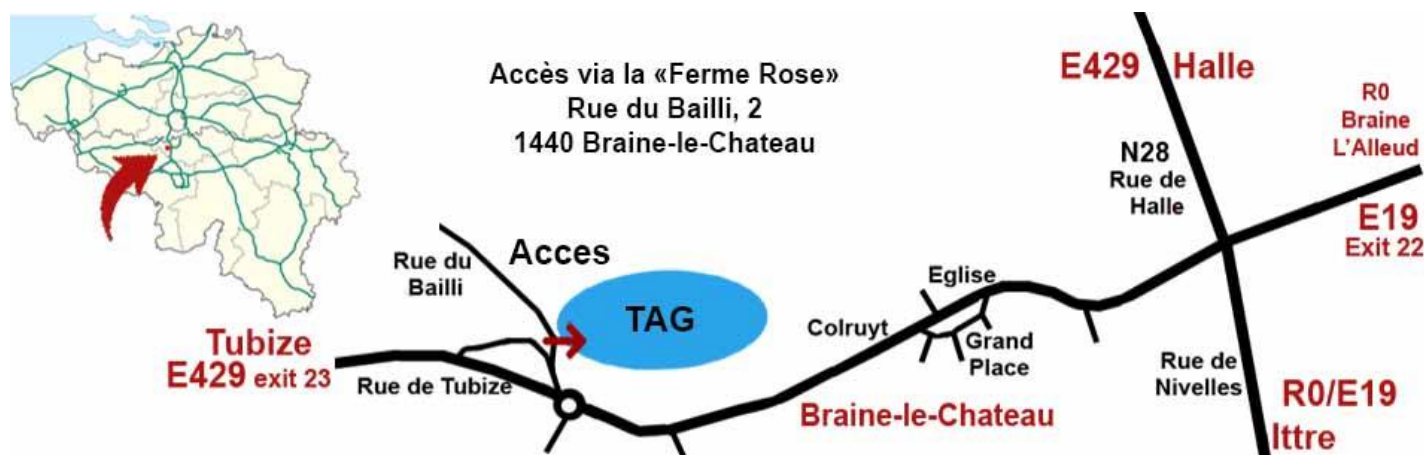 Accès via la «Ferme Rose»
Rue du Bailli, 2
1440 Braine-le-Chateau
E429 Halle
R0
Braine
L'Alleud
N28
Rue de
Halle
E19
Exit 22
Rue du
Bailli
Acces
TAG
Eglise
Colruyt
Grand
Place
Tubize
E429 exit 23
Rue de Tubize
Braine-le-Chateau
Rue de
Nivelles
R0/E19
Ittre